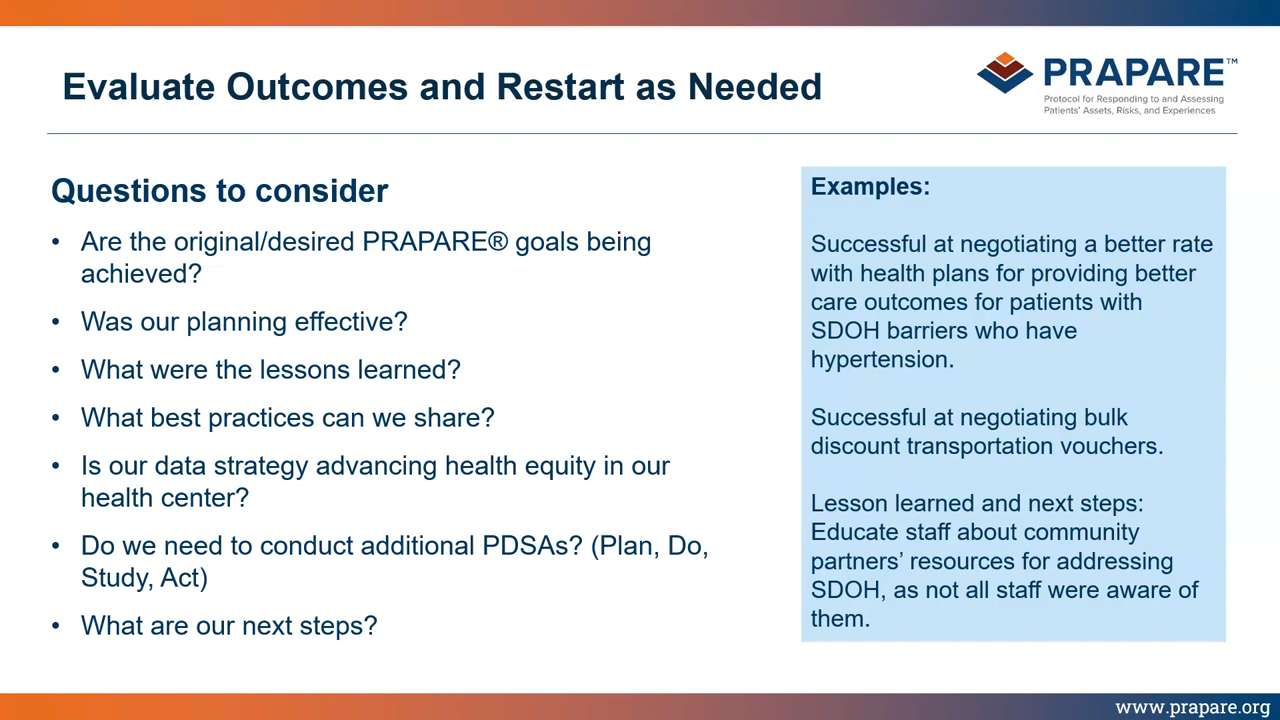 Evaluate Outcomes and Restart as Needed
PRAPARE™
Protocol for Responding to and Assessing
Patients' Assets, Risks, and Experiences
Questions to consider
• Are the original/desired PRAPARE® goals being
achieved?
• Was our planning effective?
• What were the lessons learned?
• What best practices can we share?
• Is our data strategy advancing health equity in our
health center?
• Do we need to conduct additional PDSAs? (Plan, Do,
Study, Act)
• What are our next steps?
Examples:
Successful at negotiating a better rate
with health plans for providing better
care outcomes for patients with
SDOH barriers who have
hypertension.
Successful at negotiating bulk
discount transportation vouchers.
Lesson learned and next steps:
Educate staff about community
partners’ resources for addressing
SDOH, as not all staff were aware of
them.
www.prapare.org